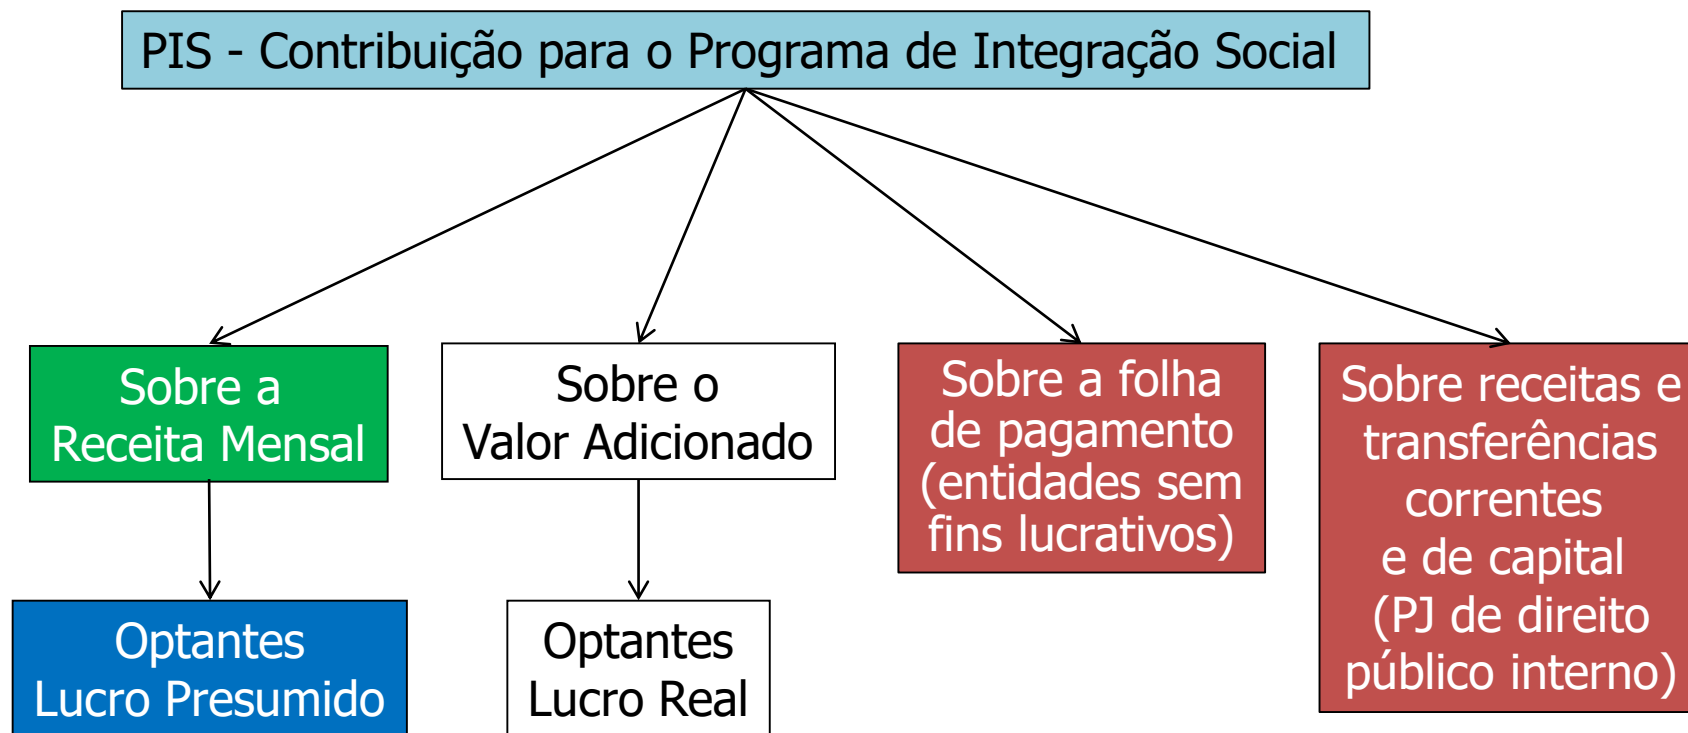 PIS - Contribuição para o Programa de Integração Social
Sobre a
Receita Mensal
Sobre o
Valor Adicionado
Sobre a folha
de pagamento
(entidades sem
fins lucrativos)
Sobre receitas e
transferências
correntes
e de capital
(PJ de direito
público interno)
Optantes
Lucro Presumido
Optantes
Lucro Real